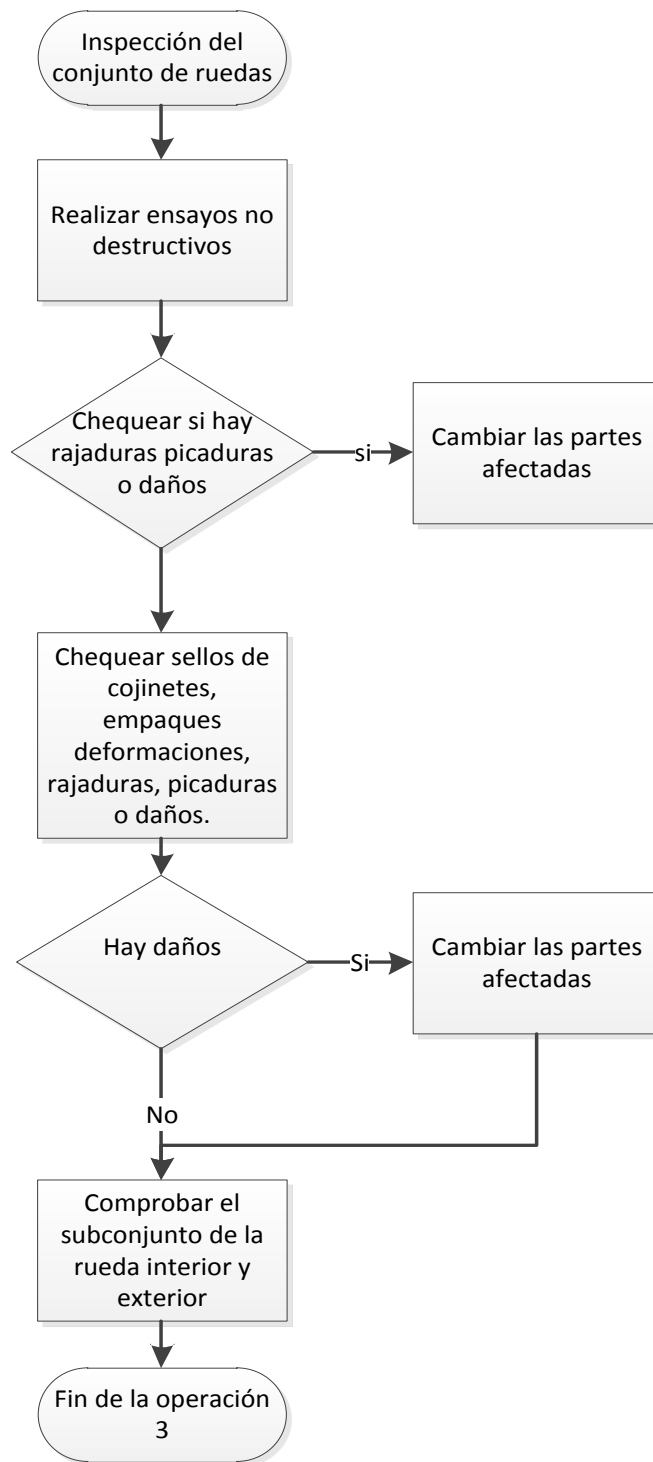 Inspección del
conjunto de ruedas
Realizar ensayos no
destructivos
Chequear si hay
rajaduras picaduras
o daños
si
Cambiar las partes
afectadas
Chequear sellos de
cojinetes,
empaques
deformaciones,
rajaduras, picaduras
o daños.
Hay daños
Si
Cambiar las partes
afectadas
No
Comprobar el
subconjunto de la
rueda interior y
exterior
Fin de la operación
3